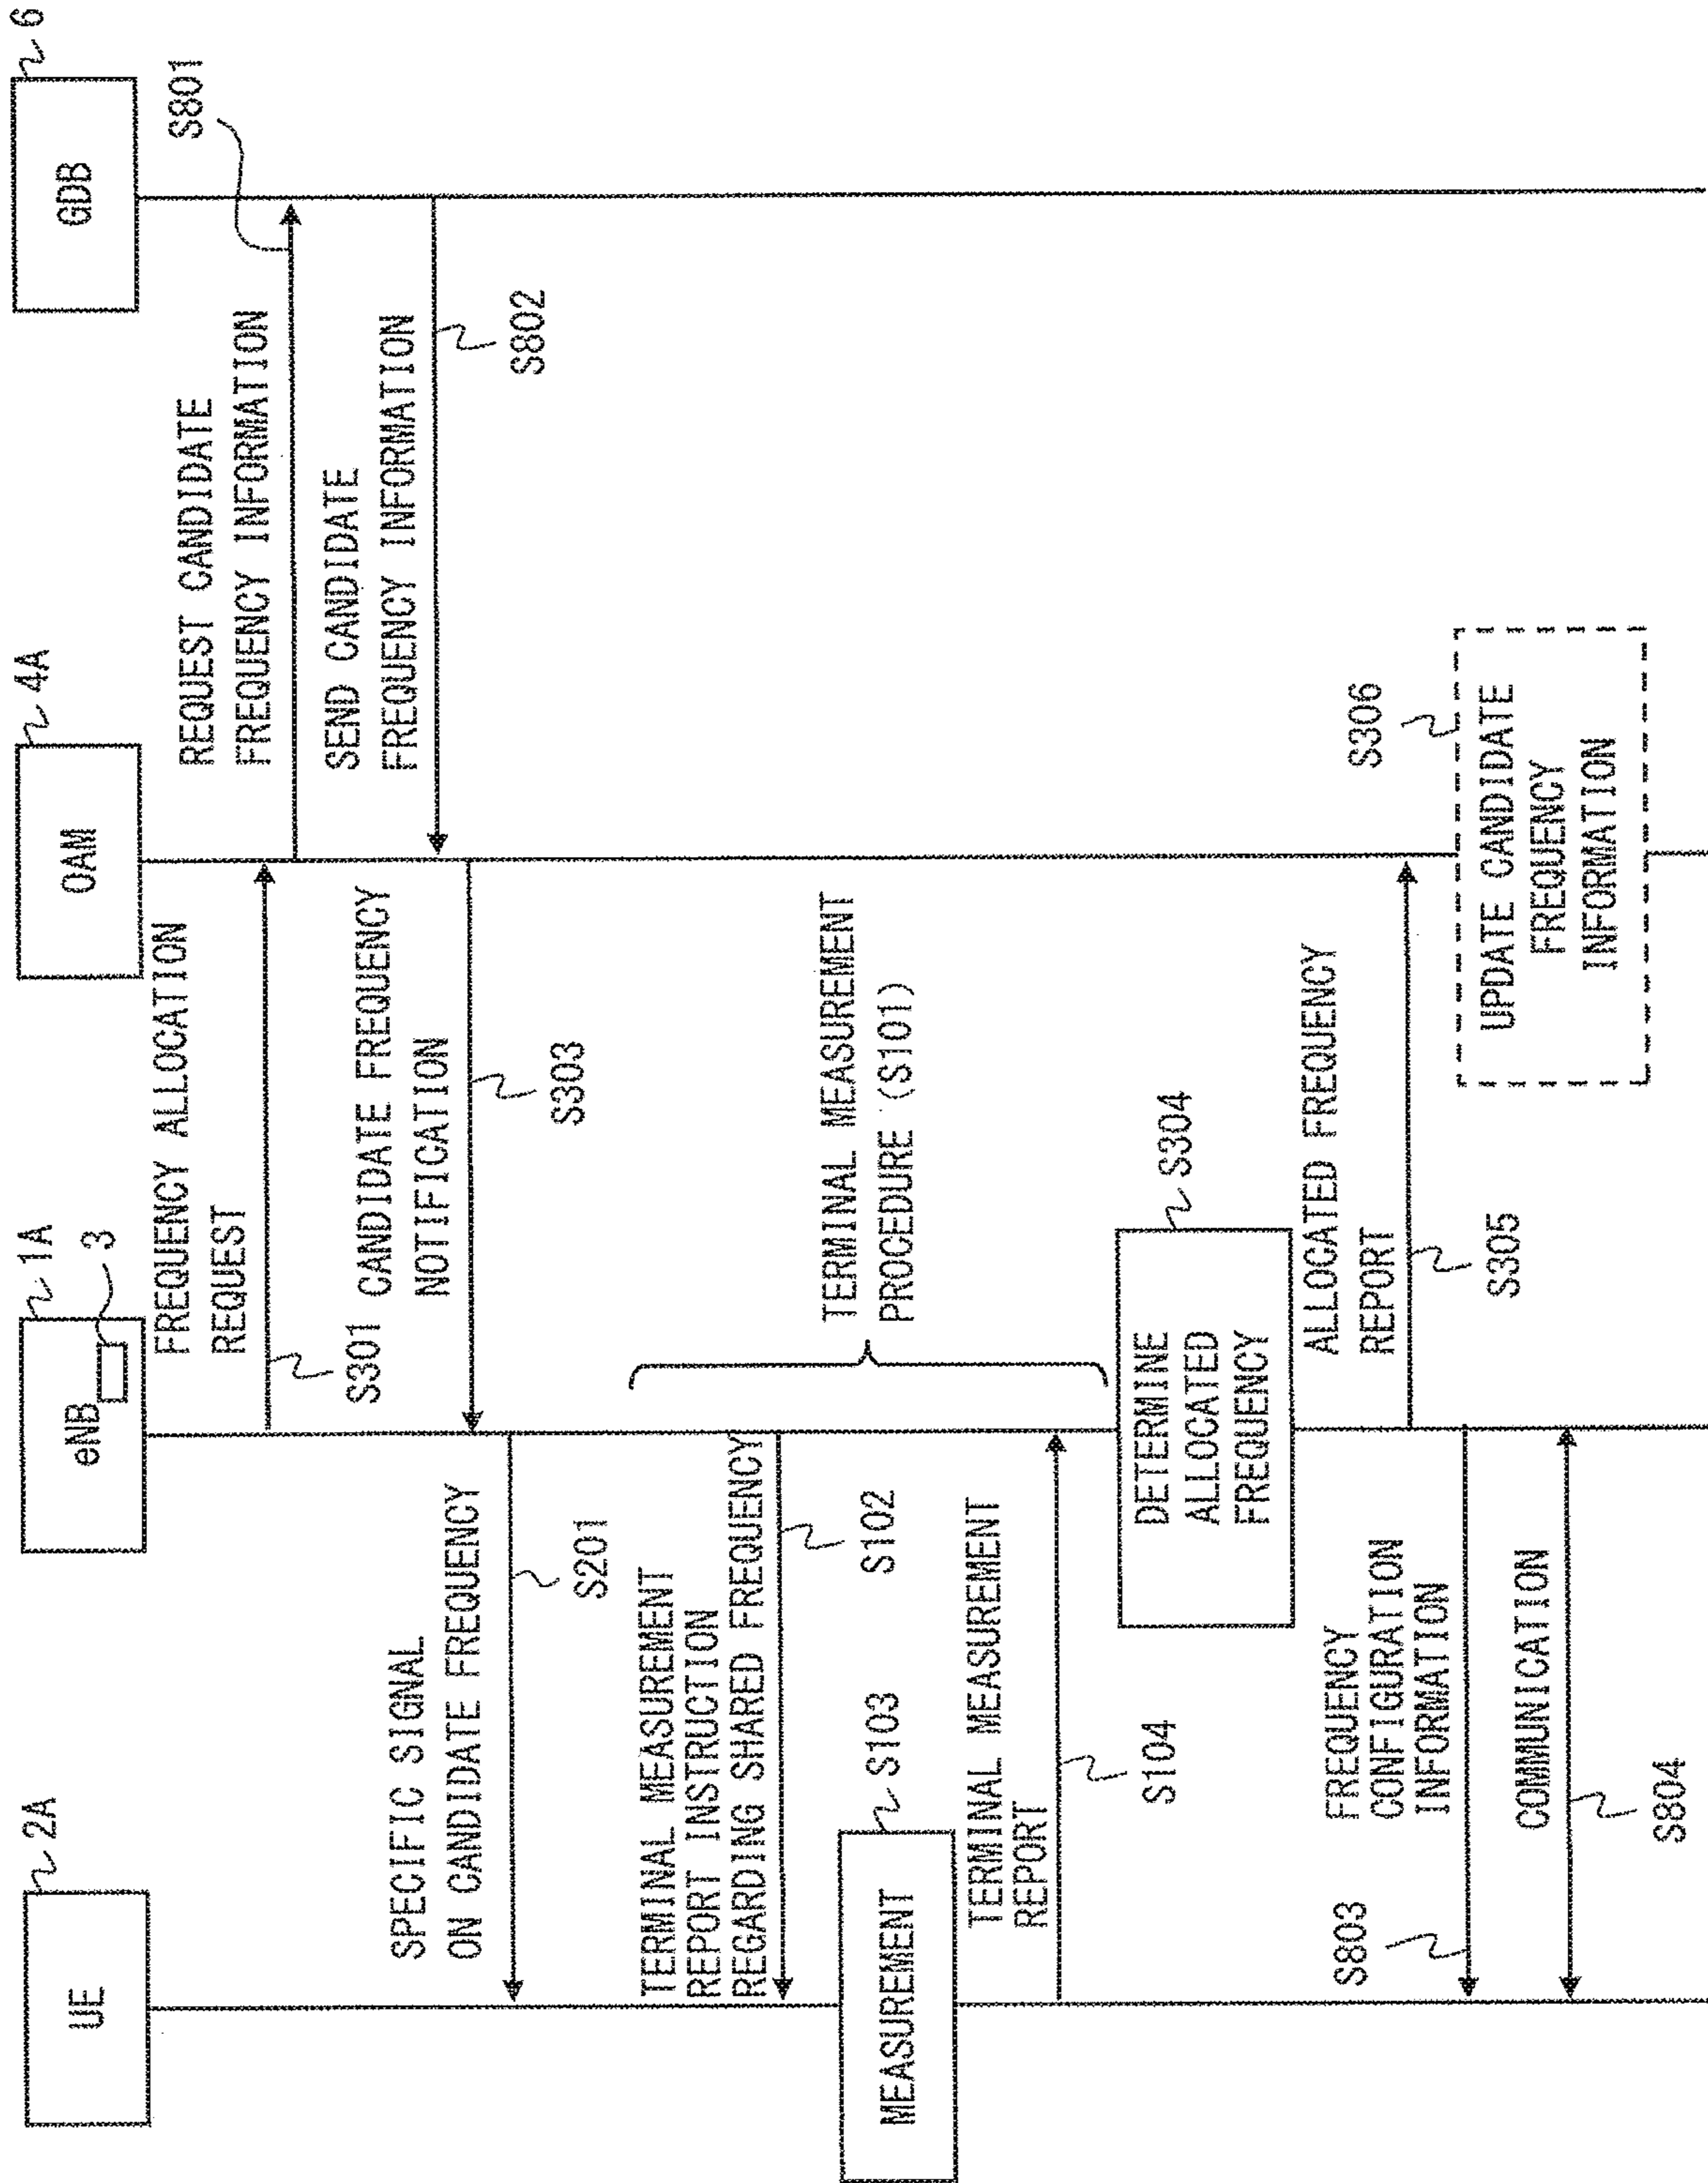 UE
2A
eNB
1A
3
OAM
4A
GDB
6
FREQUENCY ALLOCATION
REQUEST
S301
REQUEST CANDIDATE
FREQUENCY INFORMATION
S801
SEND CANDIDATE
FREQUENCY INFORMATION
S802
CANDIDATE FREQUENCY
NOTIFICATION
S303
SPECIFIC SIGNAL
ON CANDIDATE FREQUENCY
S201
TERMINAL MEASUREMENT
REPORT INSTRUCTION
REGARDING SHARED FREQUENCY
S102
TERMINAL MEASUREMENT
PROCEDURE (S101)
MEASUREMENT
S103
TERMINAL MEASUREMENT
REPORT
S104
DETERMINE
ALLOCATED
FREQUENCY
S304
ALLOCATED FREQUENCY
REPORT
S305
FREQUENCY
CONFIGURATION
INFORMATION
S803
UPDATE CANDIDATE
FREQUENCY
INFORMATION
S306
COMMUNICATION
S804